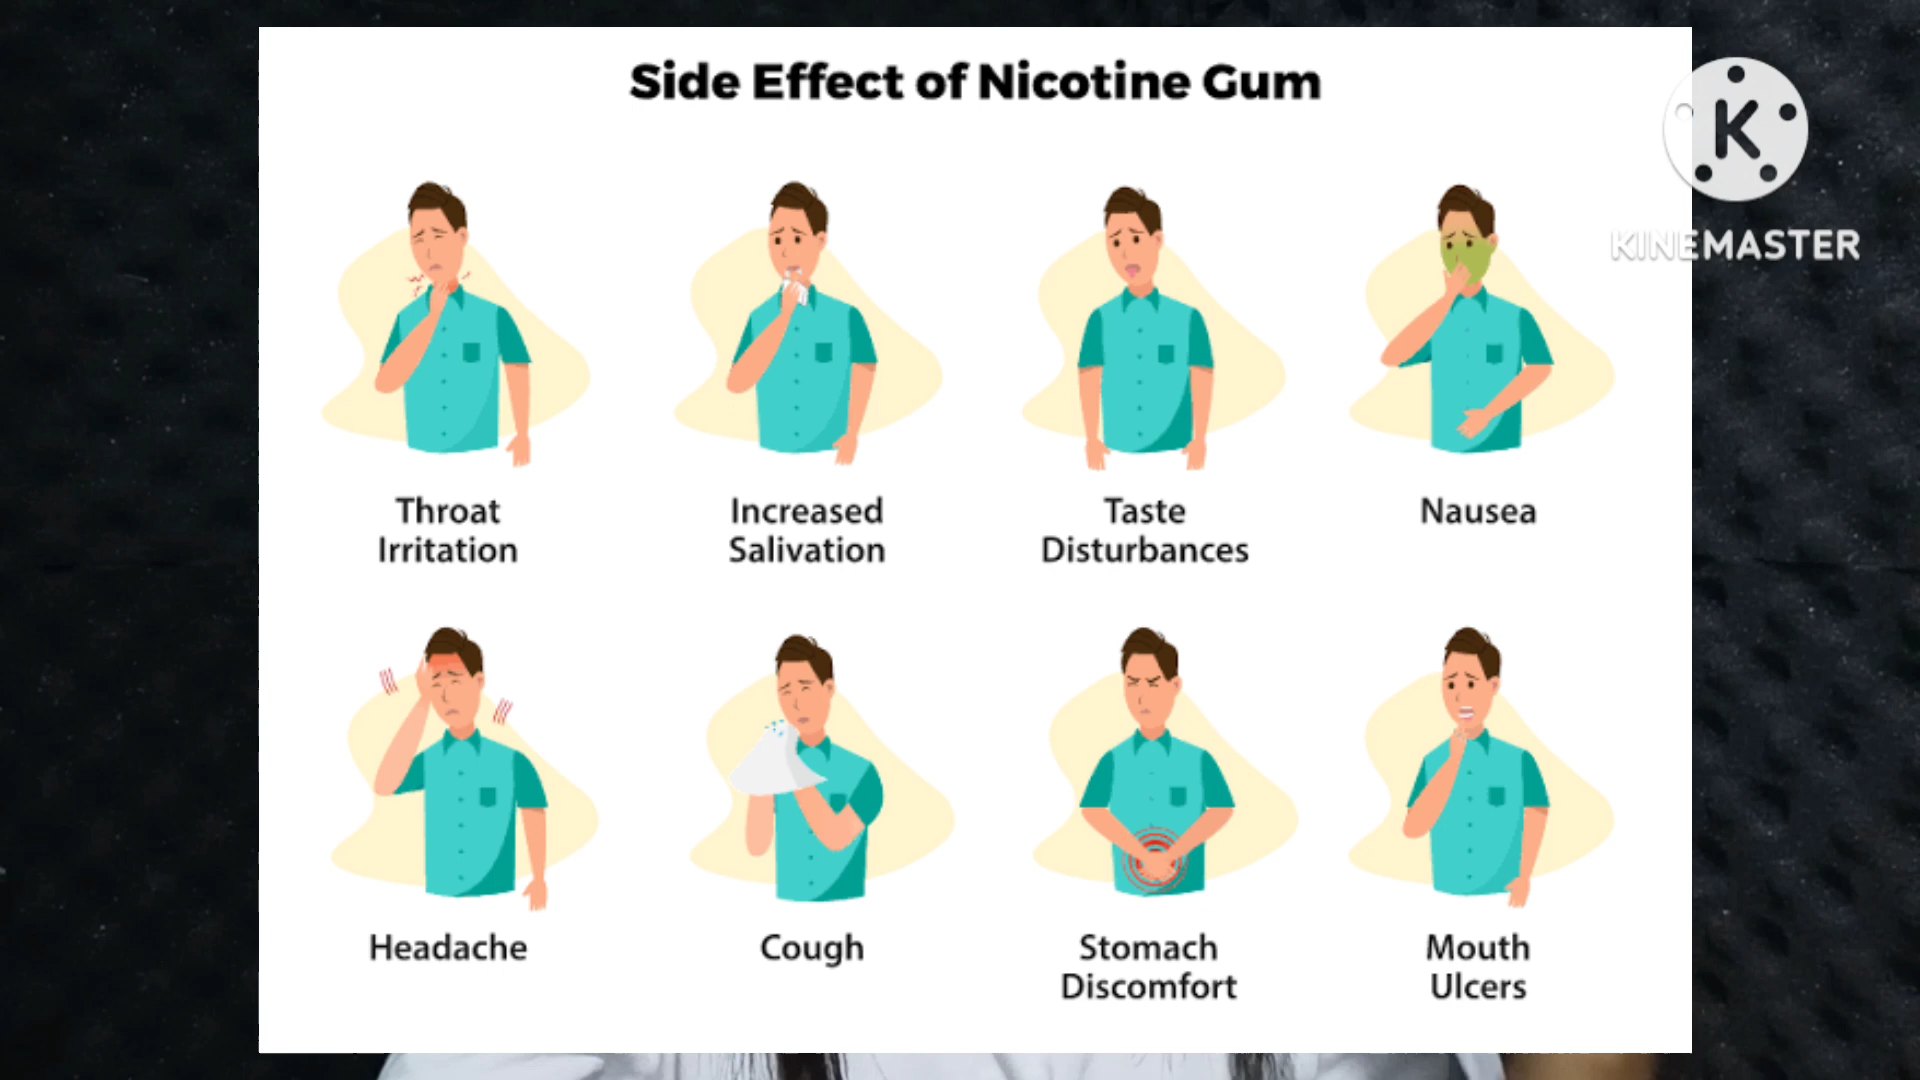 Side Effect of Nicotine Gum
K
KINEMASTER
Throat
Irritation
Increased
Salivation
Taste
Disturbances
Nausea
Headache
Cough
Stomach
Discomfort
Mouth
Ulcers